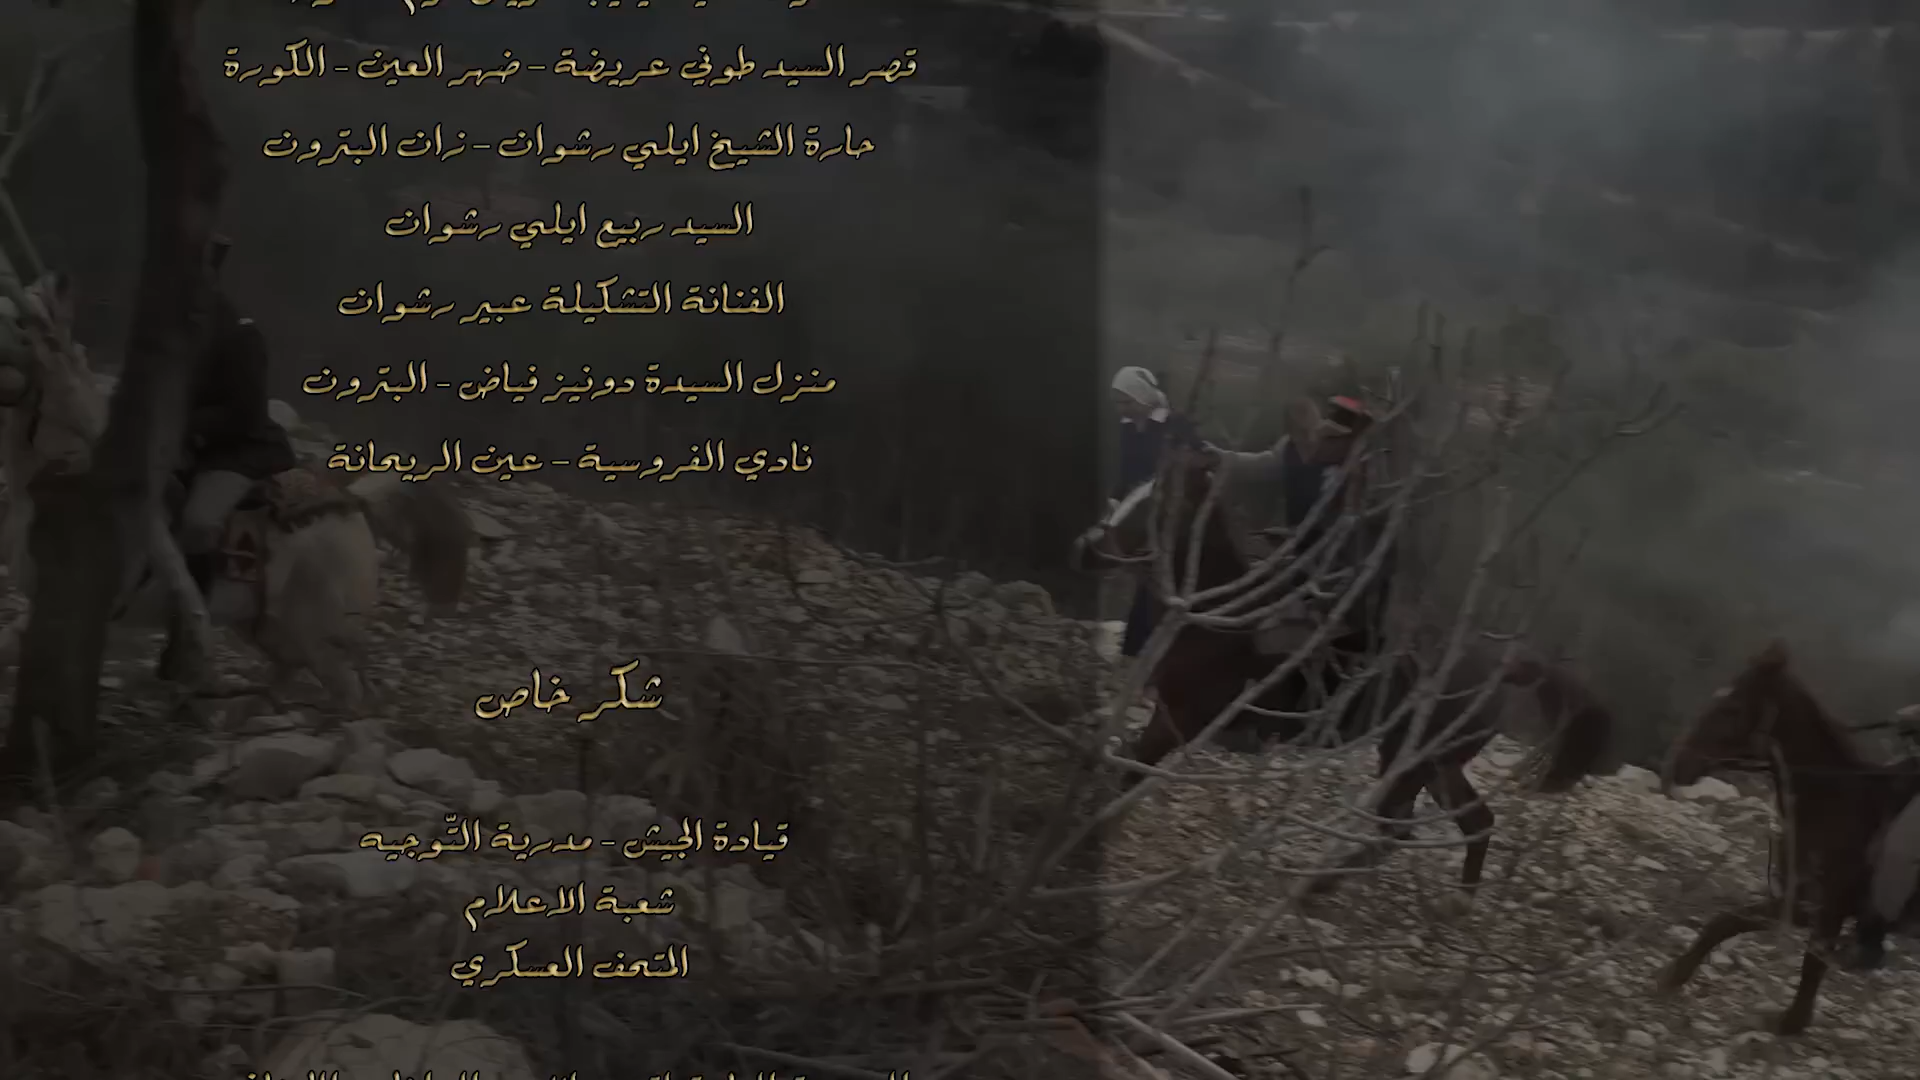 قصر السيد طوني عريضة - ضهر العين - الكورة
حارة الشيخ ايلي رشوان - زان البترون
السيد ربيع ايلي رشوان
الفنانة التشكيلة عبير رشوان
منزل السيدة دونيز فياض - البترون
نادي الفروسية - عين الريحانة
شكر خاص
قيادة الجيش - مدرية التّوجيه
شعبة الاعلام
المتحف العسكري